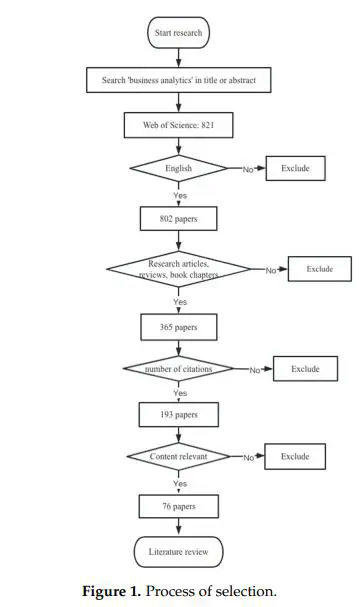 Start research
Search 'business analytics' in title or abstract
Web of Science: 821
English
No
Exclude
Yes
802 papers
Research articles,
reviews, book chapters
No
Exclude
Yes
365 papers
number of citations
No
Exclude
Yes
193 papers
Content relevant
No
Exclude
Yes
76 papers
Literature review
Figure 1. Process of selection.